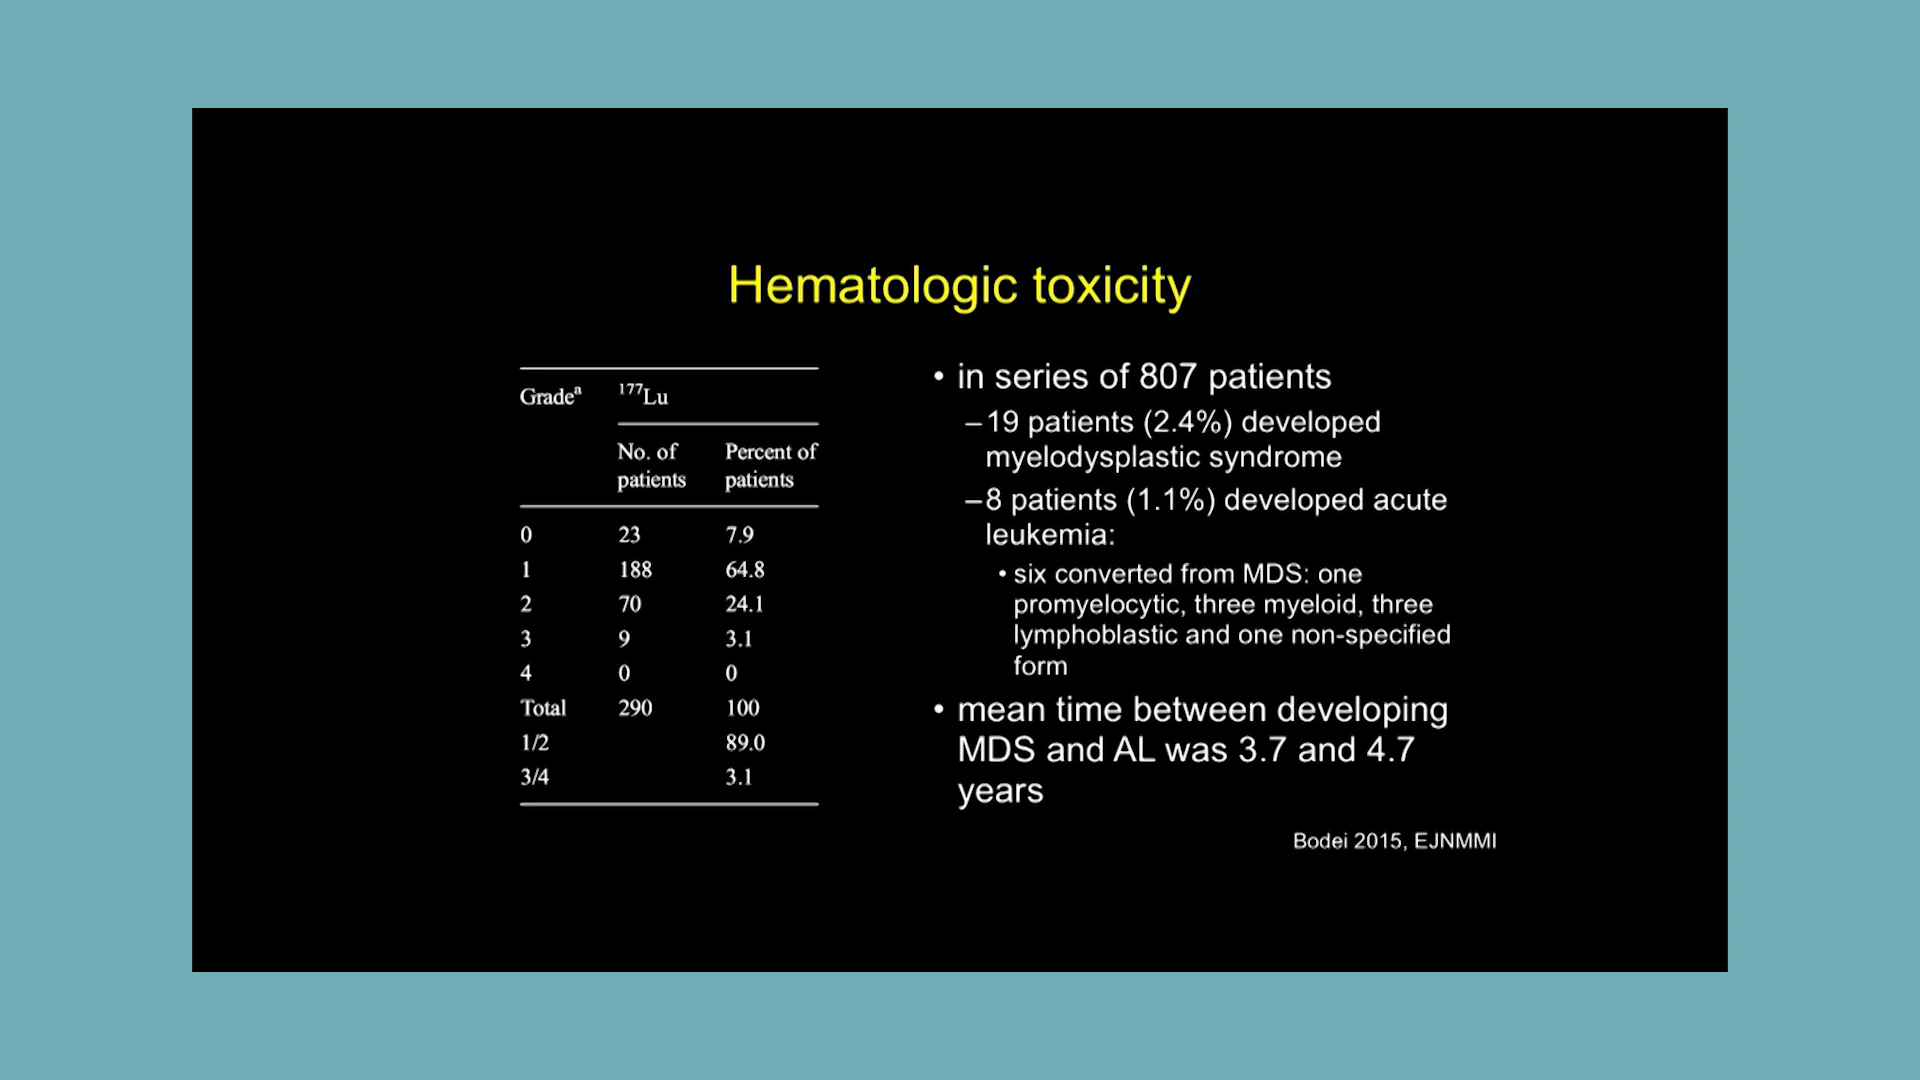 Hematologic toxicity
Gradeᵃ ¹⁷⁷Lu
No. of Percent of
patients patients
0 23 7.9
1 188 64.8
2 70 24.1
3 9 3.1
4 0 0
Total 290 100
1/2 89.0
3/4 3.1
• in series of 807 patients
–19 patients (2.4%) developed
myelodysplastic syndrome
–8 patients (1.1%) developed acute
leukemia:
• six converted from MDS: one
promyelocytic, three myeloid, three
lymphoblastic and one non-specified
form
• mean time between developing
MDS and AL was 3.7 and 4.7
years
Bodei 2015, EJNMMI